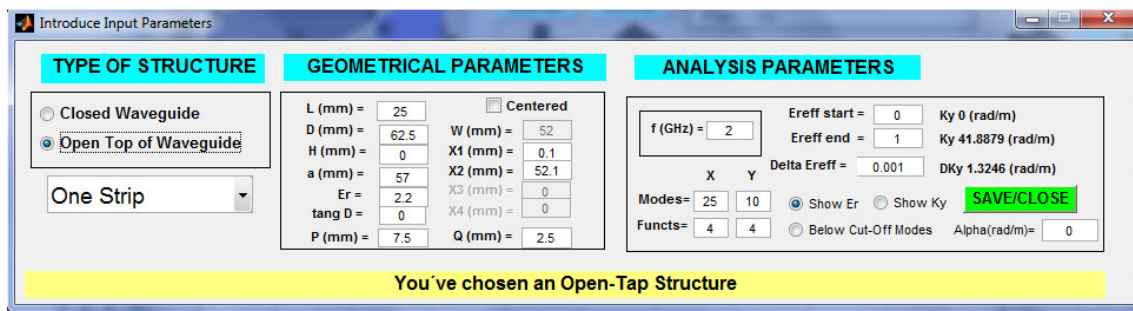 Introduce Input Parameters
TYPE OF STRUCTURE
Closed Waveguide
Open Top of Waveguide
One Strip
GEOMETRICAL PARAMETERS
L (mm) = 25
Centered
D (mm) = 62.5
W (mm) = 52
H (mm) = 0
X1 (mm) = 0.1
a (mm) = 57
X2 (mm) = 52.1
Er = 2.2
X3 (mm) = 0
tang D = 0
X4 (mm) = 0
P (mm) = 7.5
Q (mm) = 2.5
ANALYSIS PARAMETERS
f (GHz) = 2
Ereff start = 0 Ky 0 (rad/m)
Ereff end = 1 Ky 41.8879 (rad/m)
Delta Ereff = 0.001 DKy 1.3246 (rad/m)
X Y
Modes= 25 10
Show Er Show Ky SAVE/CLOSE
Functs= 4 4
Below Cut-Off Modes Alpha(rad/m)= 0
You´ve chosen an Open-Tap Structure